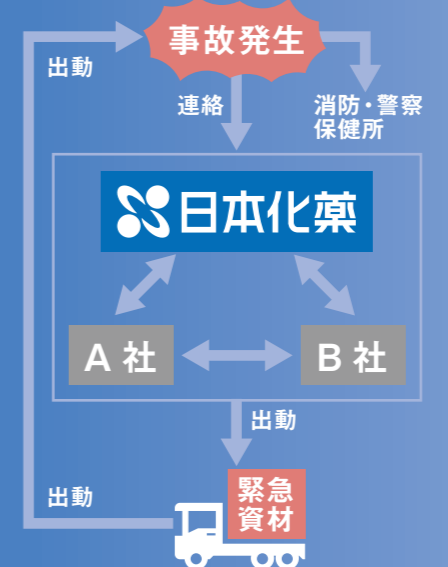 事故発生
出動
連絡
消防・警察
保健所
日本化薬
A 社
B 社
出動
緊急
資材
出動